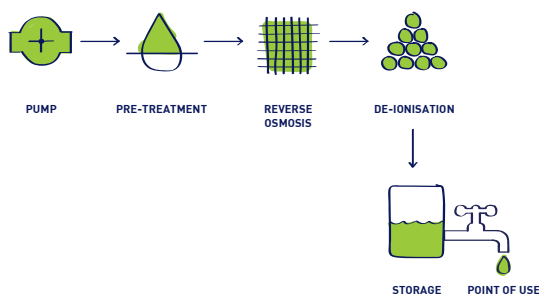 PUMP
PRE-TREATMENT
REVERSE
OSMOSIS
DE-IONISATION
STORAGE
POINT OF USE